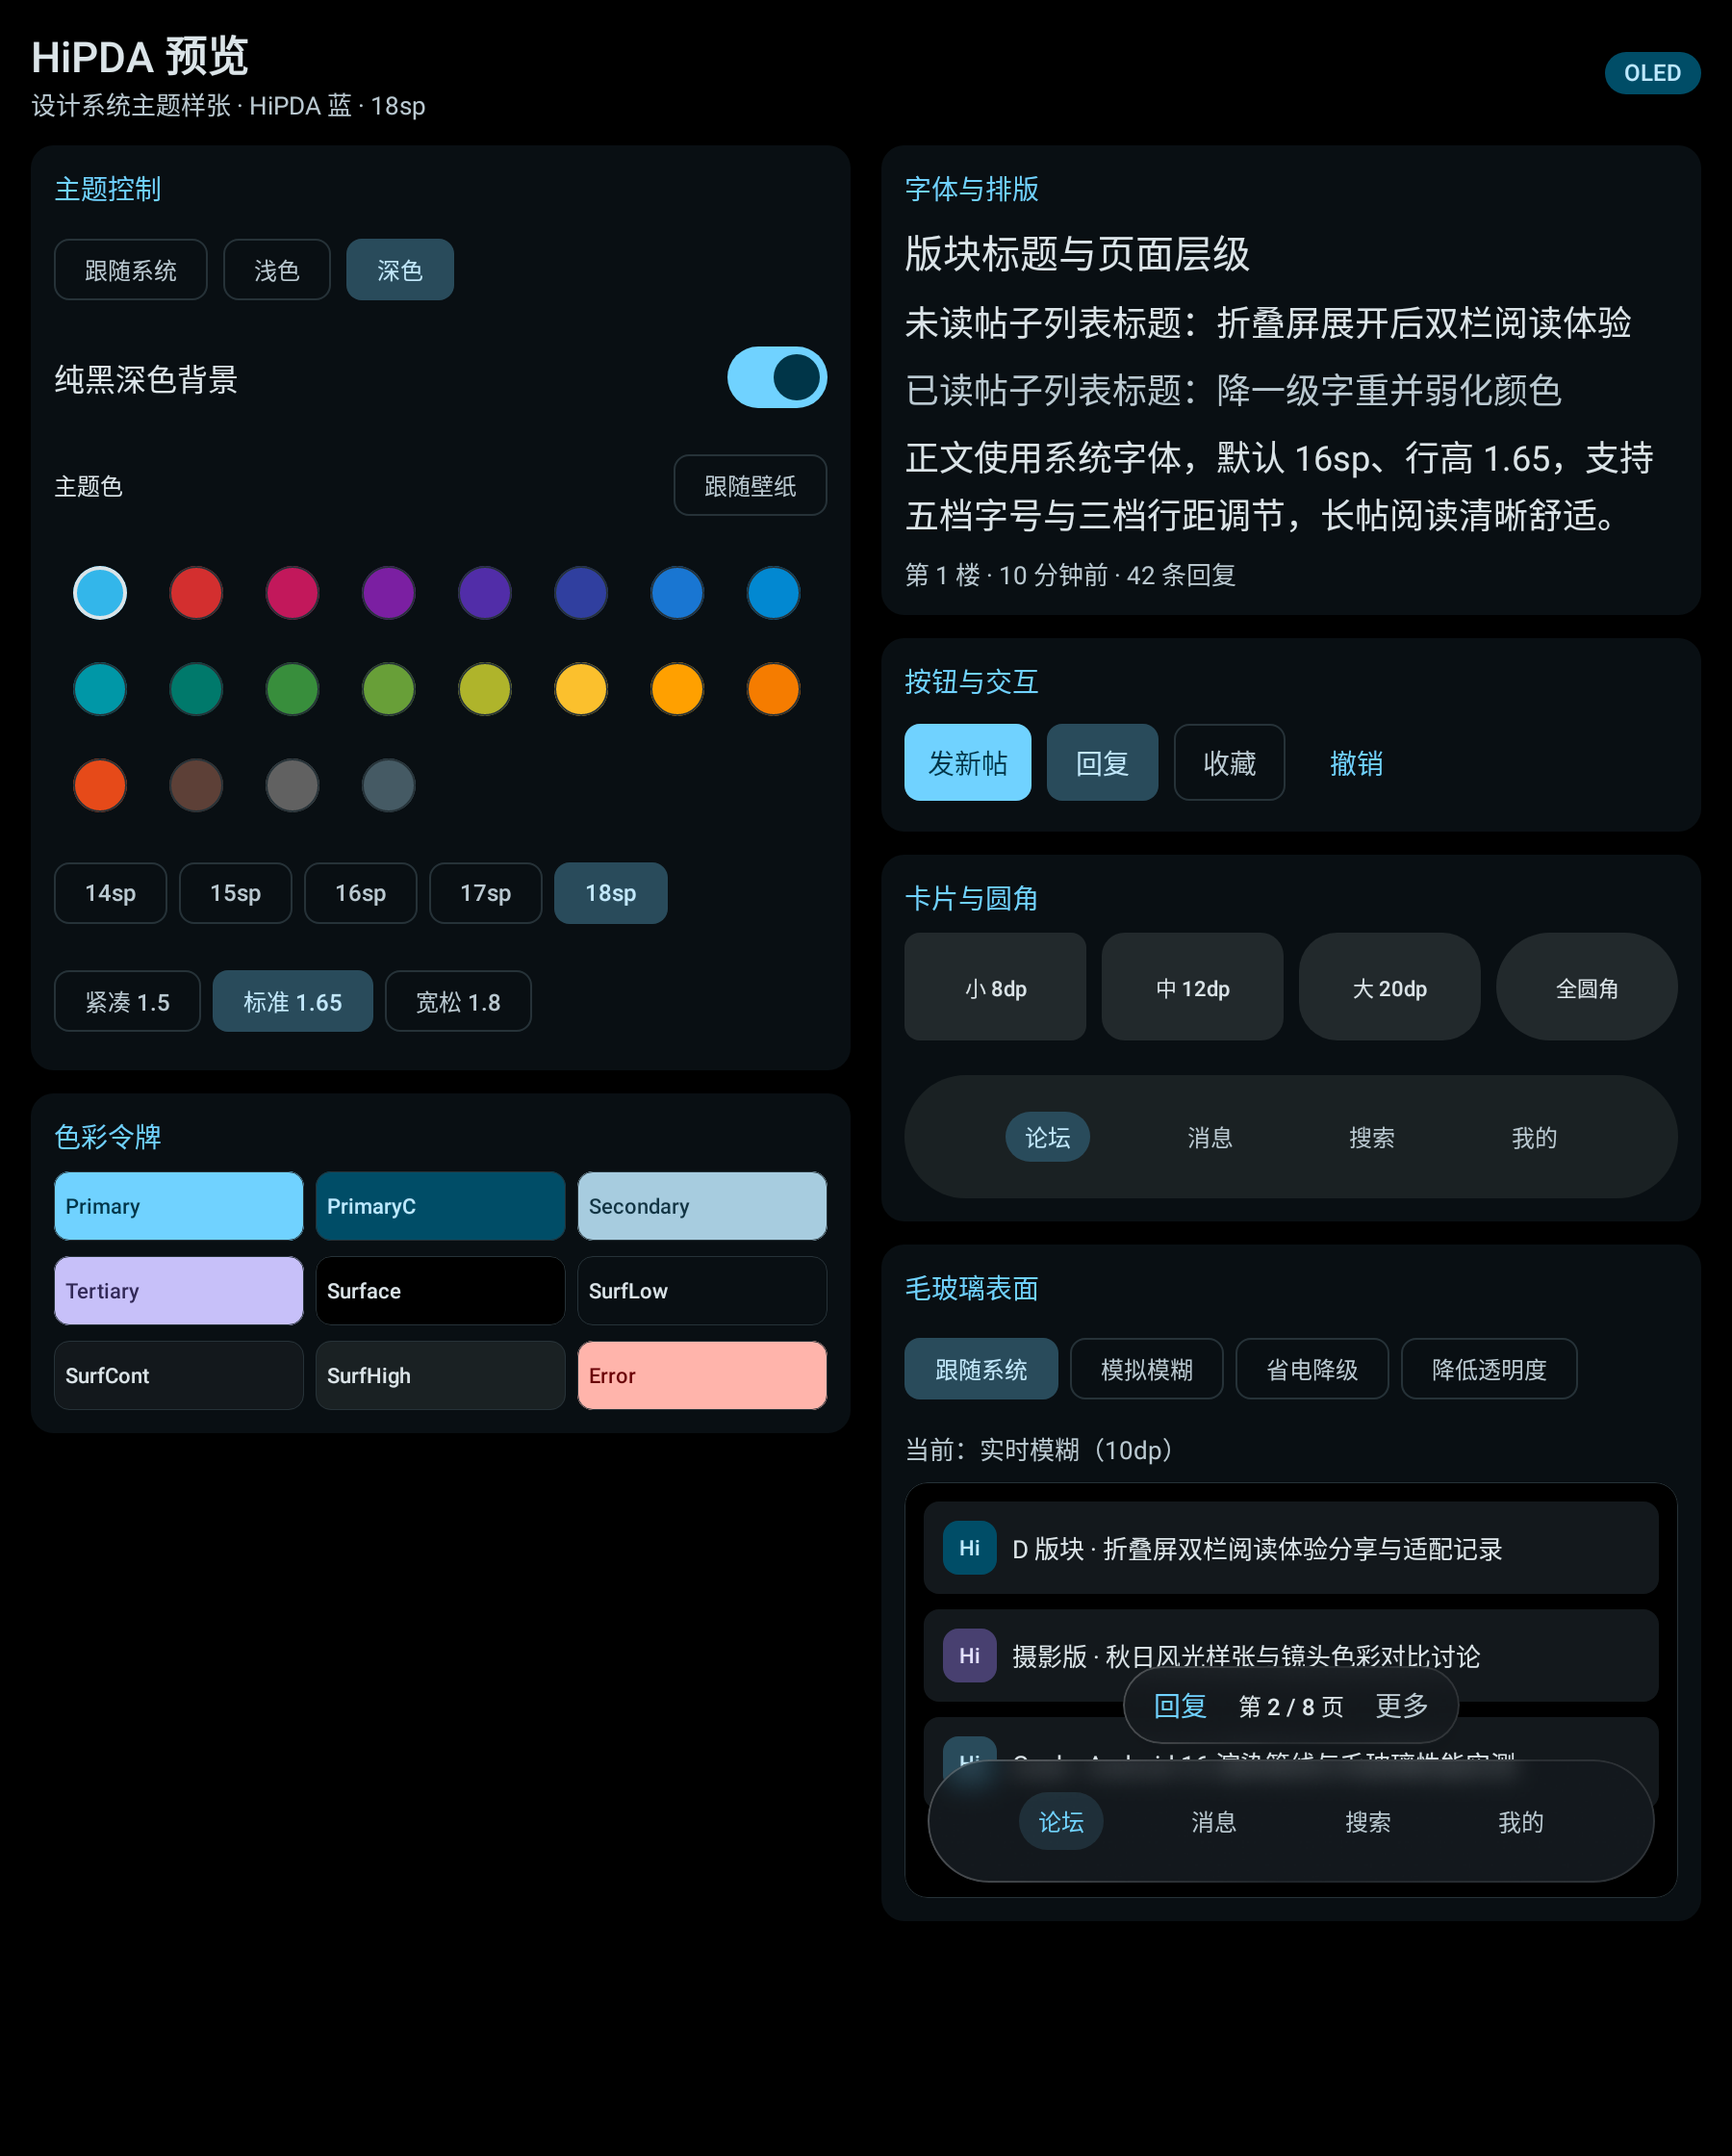 HiPDA 预览
设计系统主题样张 · HiPDA 蓝 · 18sp
OLED
主题控制
跟随系统
浅色
深色
纯黑深色背景
主题色
跟随壁纸
14sp
15sp
16sp
17sp
18sp
紧凑 1.5
标准 1.65
宽松 1.8
色彩令牌
Primary
PrimaryC
Secondary
Tertiary
Surface
SurfLow
SurfCont
SurfHigh
Error
字体与排版
版块标题与页面层级
未读帖子列表标题：折叠屏展开后双栏阅读体验
已读帖子列表标题：降一级字重并弱化颜色
正文使用系统字体，默认 16sp、行高 1.65，支持
五档字号与三档行距调节，长帖阅读清晰舒适。
第 1 楼 · 10 分钟前 · 42 条回复
按钮与交互
发新帖
回复
收藏
撤销
卡片与圆角
小 8dp
中 12dp
大 20dp
全圆角
论坛
消息
搜索
我的
毛玻璃表面
跟随系统
模拟模糊
省电降级
降低透明度
当前：实时模糊（10dp）
Hi
D 版块 · 折叠屏双栏阅读体验分享与适配记录
Hi
摄影版 · 秋日风光样张与镜头色彩对比讨论
回复
第 2 / 8 页
更多
Hi
Android 16 渲染管线与毛玻璃性能实测
论坛
消息
搜索
我的